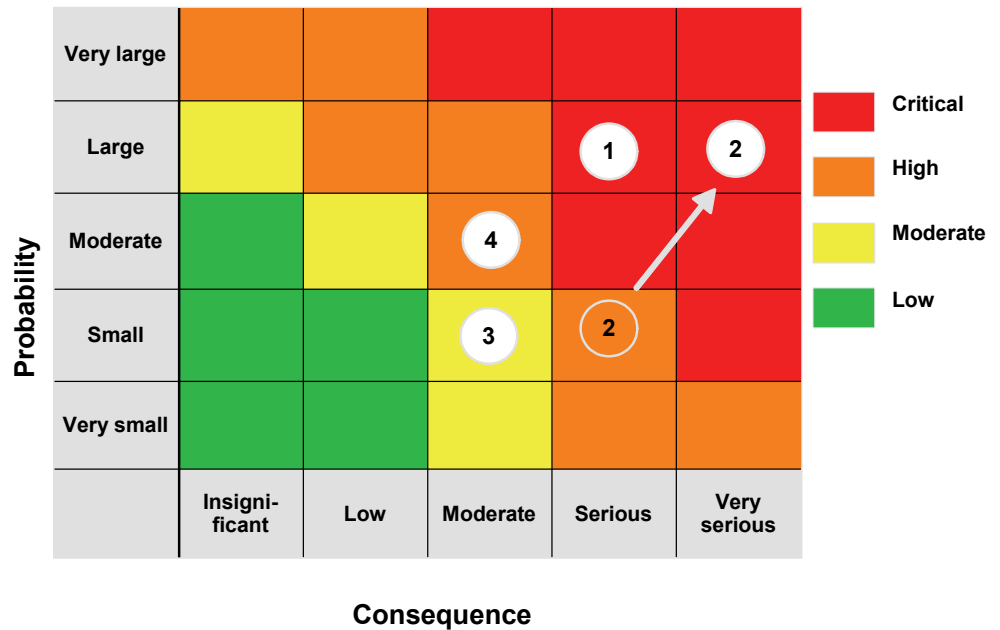 Very large
Large
1
2
Moderate
4
Small
3
2
Very small
Insigni-
ficant
Low
Moderate
Serious
Very
serious
Probability
Consequence
Critical
High
Moderate
Low